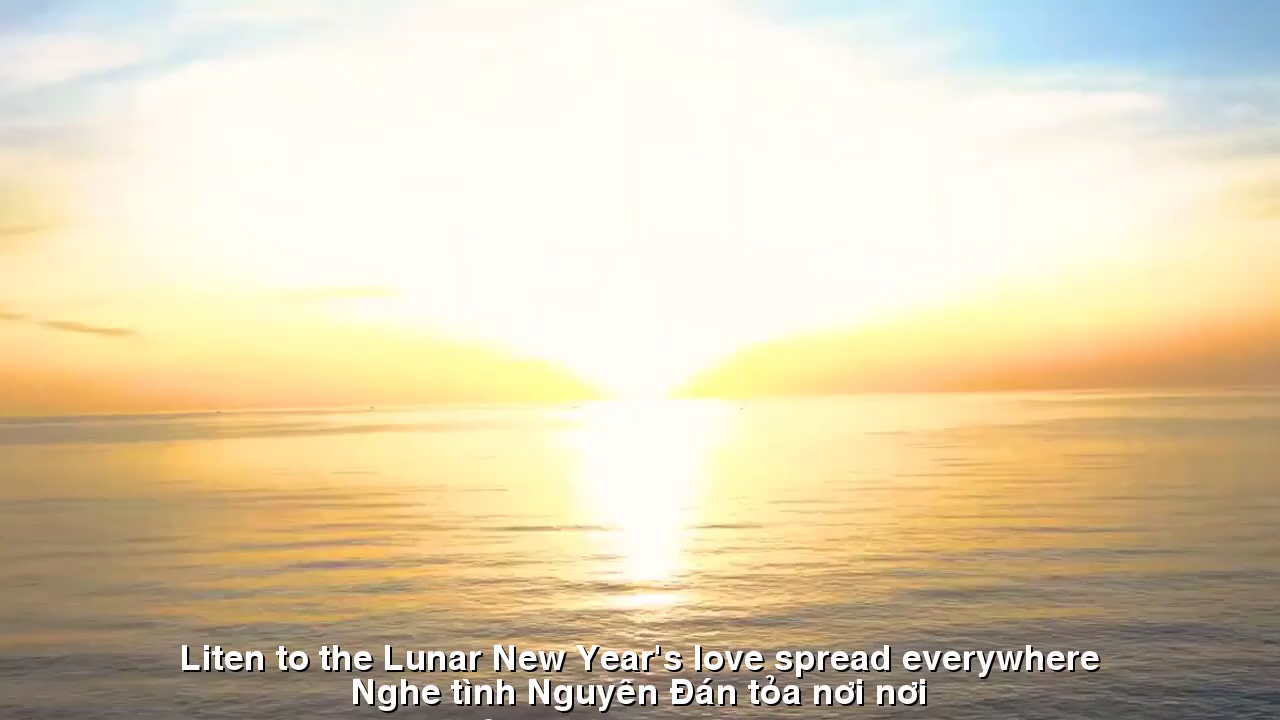 Liten to the Lunar New Year's love spread everywhere
Nghe tình Nguyên Đán tỏa nơi nơi